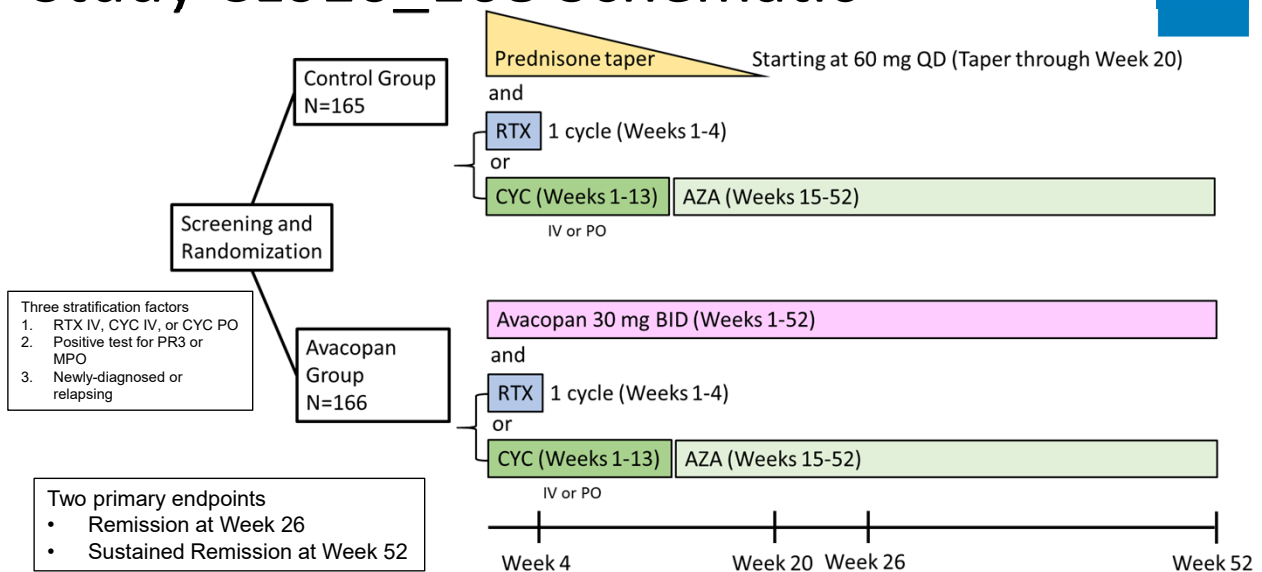 Study Schematic
Prednisone taper
Starting at 60 mg QD (Taper through Week 20)
Control Group
N=165
and
RTX
1 cycle (Weeks 1-4)
or
CYC (Weeks 1-13)
AZA (Weeks 15-52)
IV or PO
Screening and
Randomization
Three stratification factors
1. RTX IV, CYC IV, or CYC PO
2. Positive test for PR3 or
MPO
3. Newly-diagnosed or
relapsing
Avacopan
Group
N=166
Avacopan 30 mg BID (Weeks 1-52)
and
RTX
1 cycle (Weeks 1-4)
or
CYC (Weeks 1-13)
AZA (Weeks 15-52)
IV or PO
Two primary endpoints
• Remission at Week 26
• Sustained Remission at Week 52
Week 4
Week 20
Week 26
Week 52